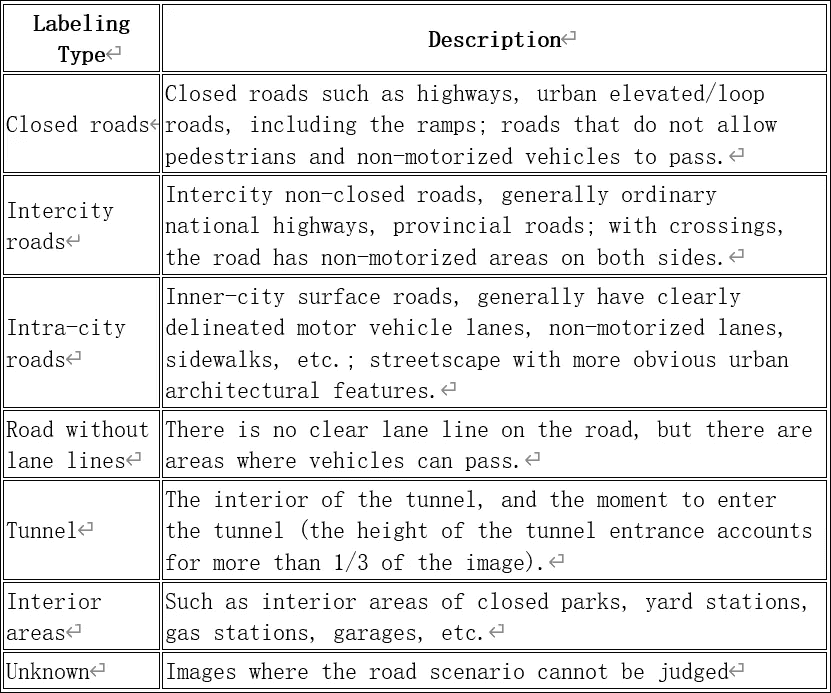 Labeling
Type
Description
Closed roads
Closed roads such as highways, urban elevated/loop
roads, including the ramps; roads that do not allow
pedestrians and non-motorized vehicles to pass.
Intercity
roads
Intercity non-closed roads, generally ordinary
national highways, provincial roads; with crossings,
the road has non-motorized areas on both sides.
Intra-city
roads
Inner-city surface roads, generally have clearly
delineated motor vehicle lanes, non-motorized lanes,
sidewalks, etc.; streetscape with more obvious urban
architectural features.
Road without
lane lines
There is no clear lane line on the road, but there are
areas where vehicles can pass.
Tunnel
The interior of the tunnel, and the moment to enter
the tunnel (the height of the tunnel entrance accounts
for more than 1/3 of the image).
Interior
areas
Such as interior areas of closed parks, yard stations,
gas stations, garages, etc.
Unknown
Images where the road scenario cannot be judged